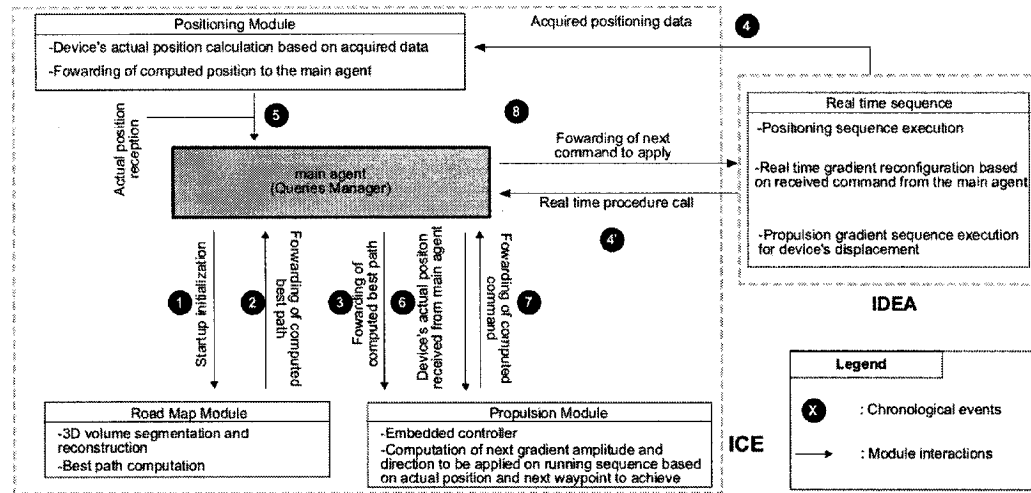 Positioning Module
-Device's actual position calculation based on acquired data
-Fowarding of computed position to the main agent
Acquired positioning data
4
Actual position
reception
5
8
main agent
(Queries Manager)
Fowarding of next
command to apply
Real time procedure call
4'
Real time sequence
-Positioning sequence execution
-Real time gradient reconfiguration based
on received command from the main agent
-Propulsion gradient sequence execution
for device's displacement
IDEA
1
Startup initialization
2
Forwarding of computed
best path
3
Fowarding of
computed best path
6
Device's actual positon
received from main agent
7
Fowarding of computed
command
Road Map Module
-3D volume segmentation and
reconstruction
-Best path computation
Propulsion Module
-Embedded controller
-Computation of next gradient amplitude and
direction to be applied on running sequence based
on actual position and next waypoint to achieve
ICE
Legend
X : Chronological events
: Module interactions